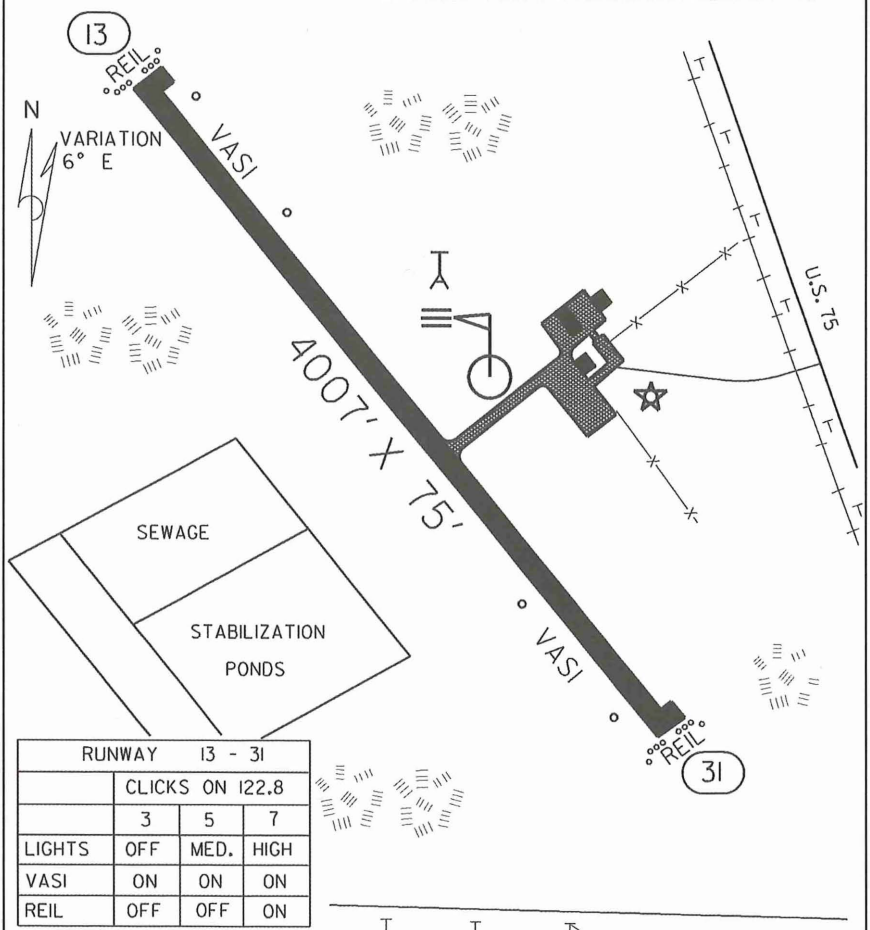 13
REIL
N
VARIATION
6° E
VASI
U.S. 75
4007' X 75'
SEWAGE
STABILIZATION
PONDS
VASI
REIL
31
RUNWAY 13 - 31
CLICKS ON 122.8
3 5 7
LIGHTS OFF MED. HIGH
VASI ON ON ON
REIL OFF OFF ON